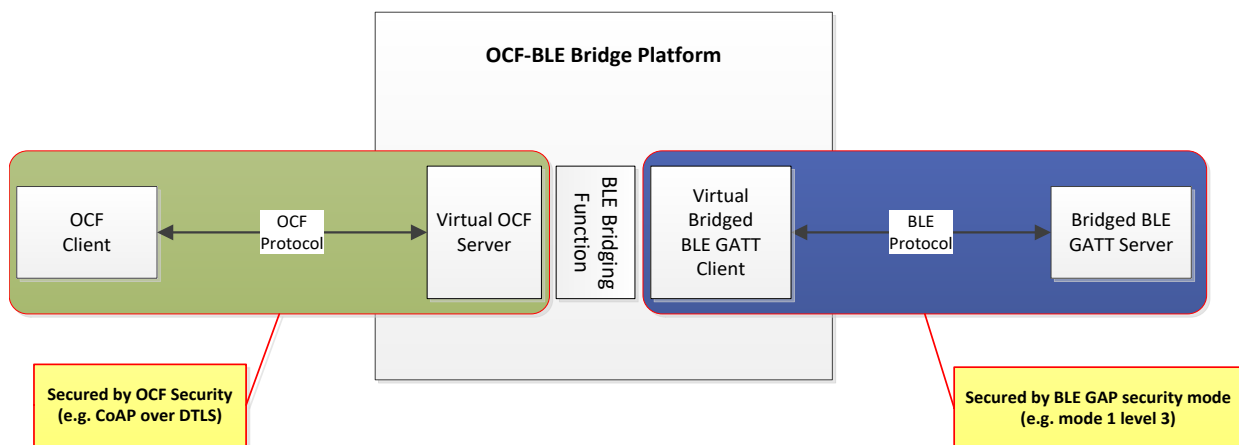 OCF-BLE Bridge Platform
OCF
Client
OCF
Protocol
Virtual OCF
Server
BLE Bridging
Function
Virtual
Bridged
BLE GATT
Client
BLE
Protocol
Bridged BLE
GATT Server
Secured by OCF Security
(e.g. CoAP over DTLS)
Secured by BLE GAP security mode
(e.g. mode 1 level 3)